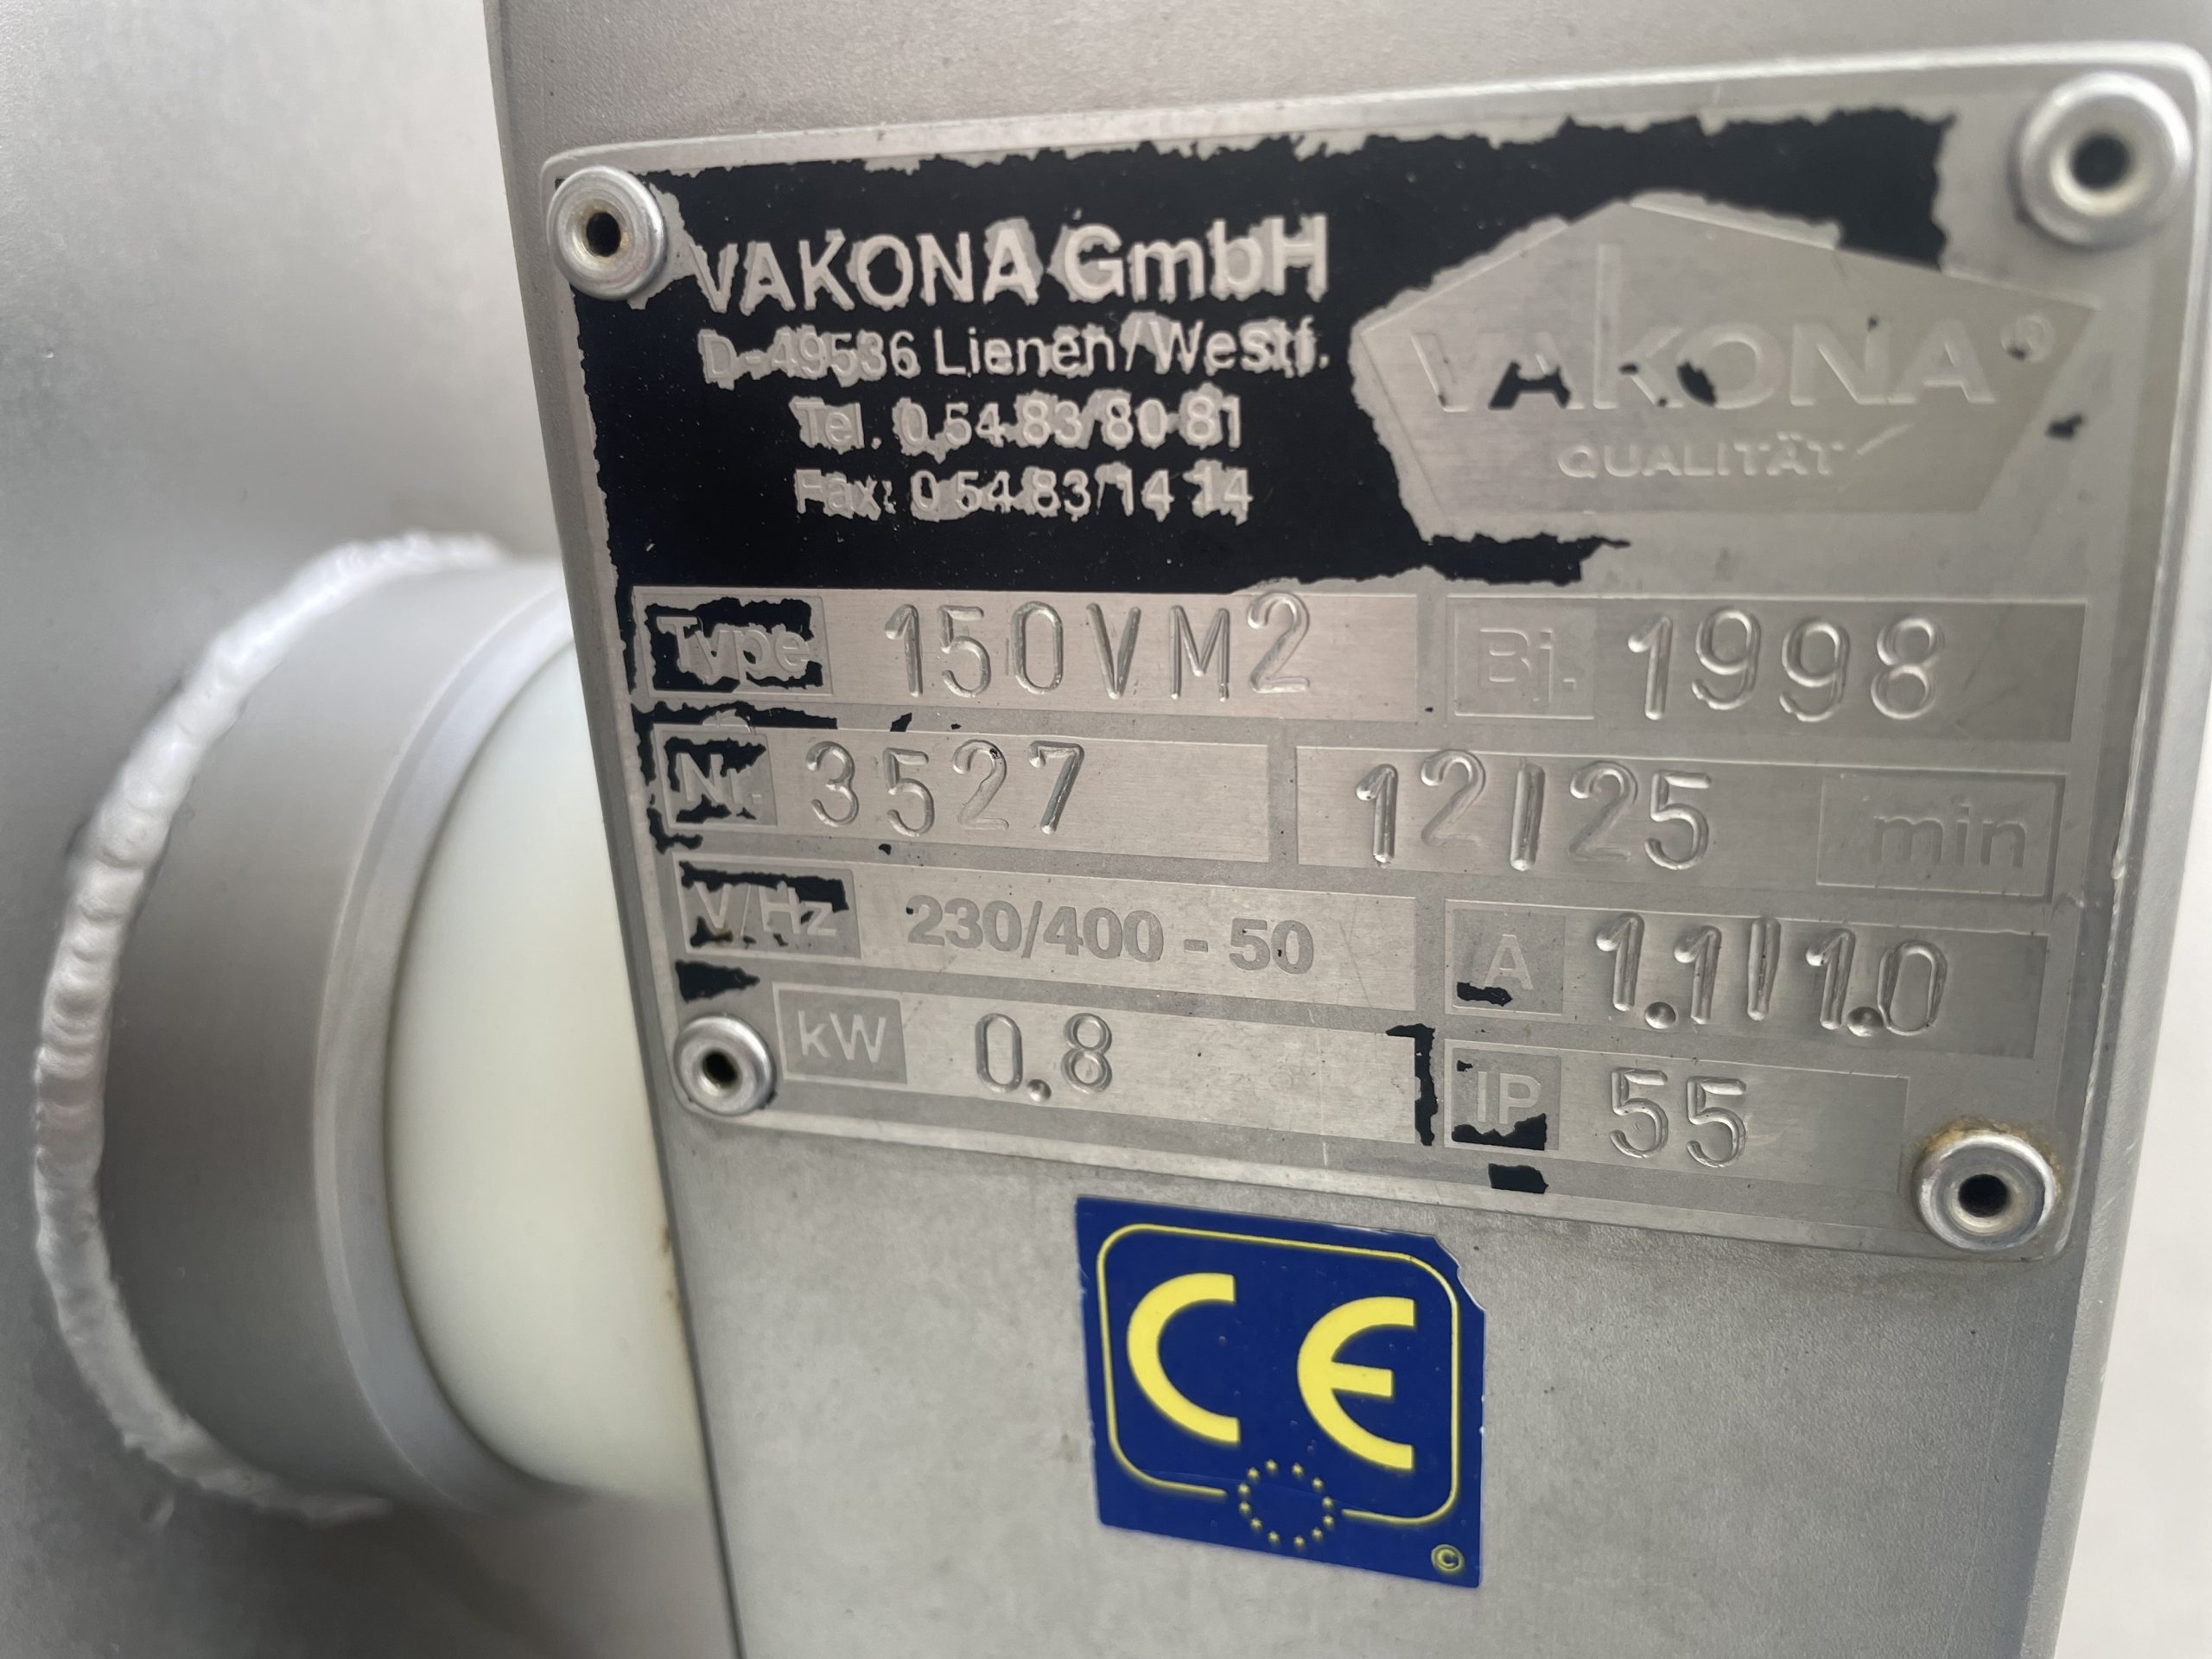 VAKONA GmbH
D-49536 Lienen/Westf.
Tel. 0 54 83/80 81
Fax: 0 54 83/14 14
VAKONA®
QUALITÄT
Type 150VM2 Bj. 1998
Nr. 3527 12/25 min
V/Hz 230/400 - 50 A 1.1/1.0
kW 0.8 IP 55
CE
©